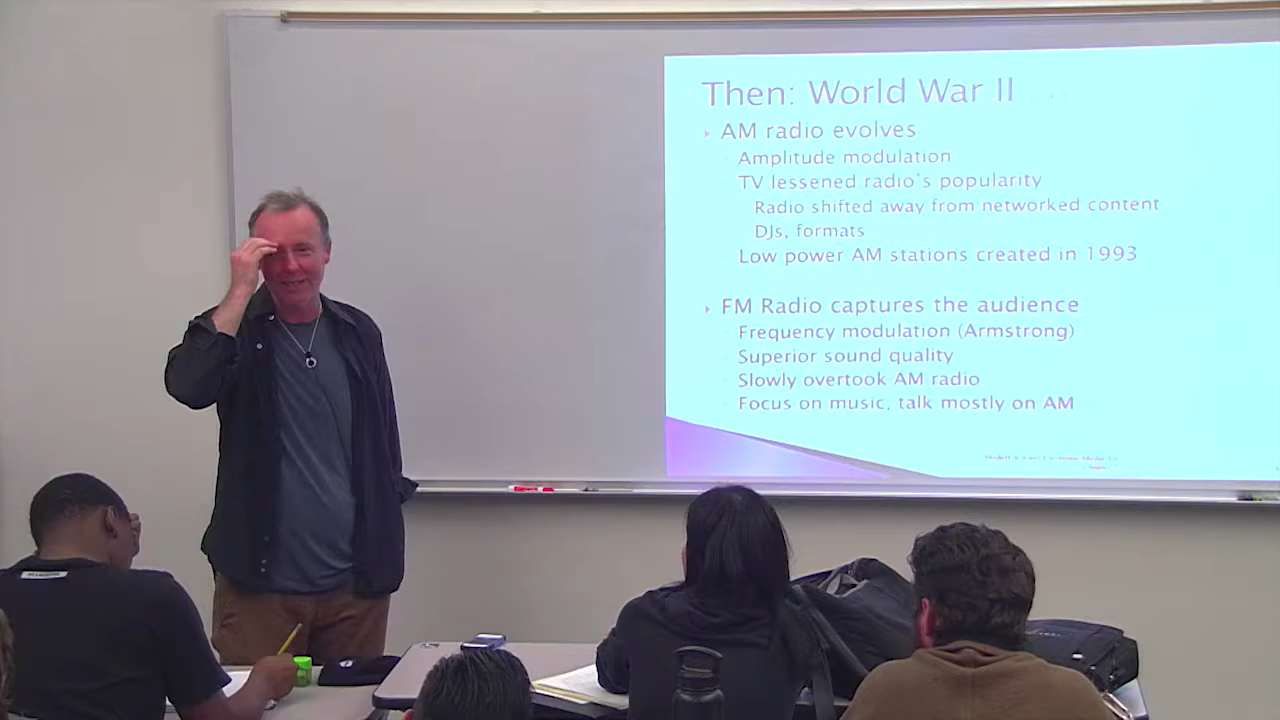 Then: World War II
AM radio evolves
Amplitude modulation
TV lessened radio's popularity
Radio shifted away from networked content
DJs, formats
Low power AM stations created in 1993
FM Radio captures the audience
Frequency modulation (Armstrong)
Superior sound quality
Slowly overtook AM radio
Focus on music, talk mostly on AM